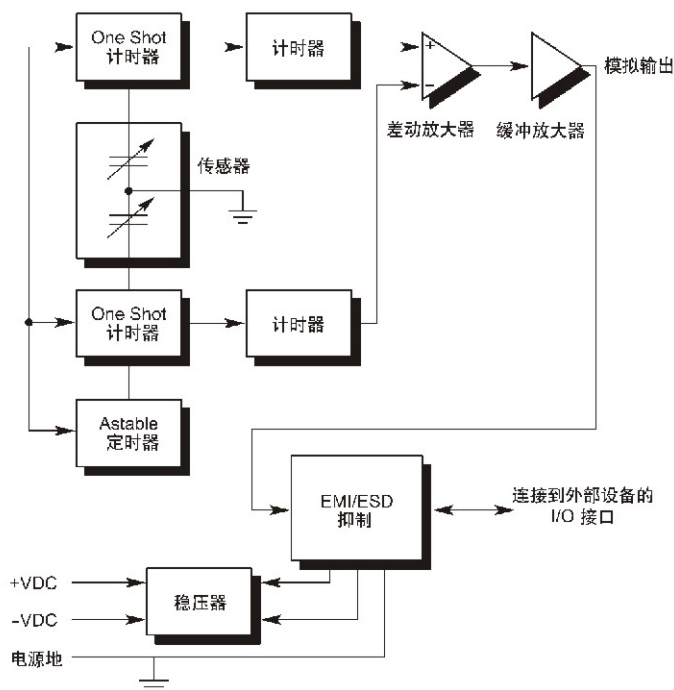 One Shot
计时器
计时器
+
−
模拟输出
差动放大器
缓冲放大器
传感器
One Shot
计时器
计时器
Astable
定时器
EMI/ESD
抑制
连接到外部设备的
I/O 接口
+VDC
稳压器
−VDC
电源地